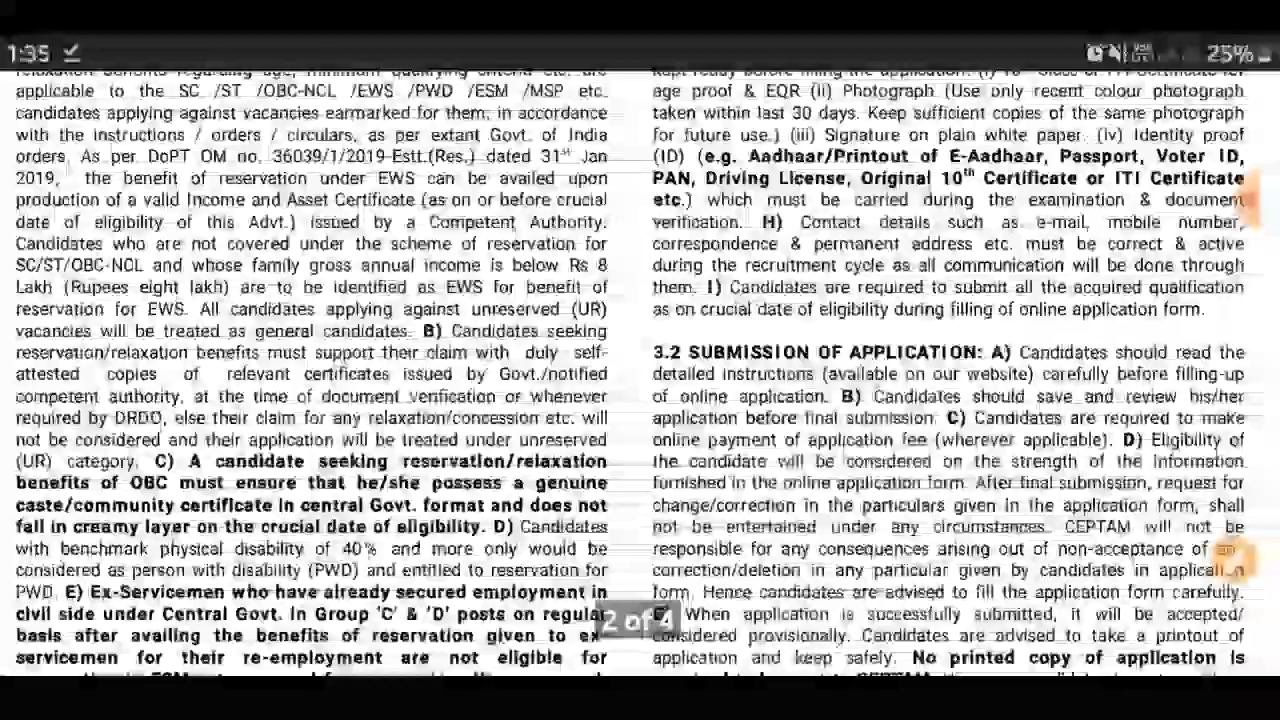 1:35
25%
relaxation benefits regarding age, minimum qualifying criteria etc. are
applicable to the SC /ST /OBC-NCL /EWS /PWD /ESM /MSP etc.
candidates applying against vacancies earmarked for them, in accordance
with the instructions / orders / circulars, as per extant Govt. of India
orders. As per DoPT OM no. 36039/1/2019-Estt.(Res.) dated 31st Jan
2019, the benefit of reservation under EWS can be availed upon
production of a valid Income and Asset Certificate (as on or before crucial
date of eligibility of this Advt.) issued by a Competent Authority.
Candidates who are not covered under the scheme of reservation for
SC/ST/OBC-NCL and whose family gross annual income is below Rs 8
Lakh (Rupees eight lakh) are to be identified as EWS for benefit of
reservation for EWS. All candidates applying against unreserved (UR)
vacancies will be treated as general candidates. B) Candidates seeking
reservation/relaxation benefits must support their claim with duly self-
attested copies of relevant certificates issued by Govt./notified
competent authority, at the time of document verification or whenever
required by DRDO, else their claim for any relaxation/concession etc. will
not be considered and their application will be treated under unreserved
(UR) category. C) A candidate seeking reservation/relaxation
benefits of OBC must ensure that he/she possess a genuine
caste/community certificate in central Govt. format and does not
fall in creamy layer on the crucial date of eligibility. D) Candidates
with benchmark physical disability of 40% and more only would be
considered as person with disability (PWD) and entitled to reservation for
PWD. E) Ex-Servicemen who have already secured employment in
civil side under Central Govt. in Group 'C' & 'D' posts on regular
basis after availing the benefits of reservation given to ex-
servicemen for their re-employment are not eligible for
kept ready before filling the application. (i) 10th Class or ITI Certificate for
age proof & EQR (ii) Photograph (Use only recent colour photograph
taken within last 30 days. Keep sufficient copies of the same photograph
for future use.) (iii) Signature on plain white paper. (iv) Identity proof
(ID) (e.g. Aadhaar/Printout of E-Aadhaar, Passport, Voter ID,
PAN, Driving License, Original 10th Certificate or ITI Certificate
etc.) which must be carried during the examination & document
verification. H) Contact details such as e-mail, mobile number,
correspondence & permanent address etc. must be correct & active
during the recruitment cycle as all communication will be done through
them. I) Candidates are required to submit all the acquired qualification
as on crucial date of eligibility during filling of online application form.
3.2 SUBMISSION OF APPLICATION: A) Candidates should read the
detailed instructions (available on our website) carefully before filling-up
of online application. B) Candidates should save and review his/her
application before final submission. C) Candidates are required to make
online payment of application fee (wherever applicable). D) Eligibility of
the candidate will be considered on the strength of the information
furnished in the online application form. After final submission, request for
change/correction in the particulars given in the application form, shall
not be entertained under any circumstances. CEPTAM will not be
responsible for any consequences arising out of non-acceptance of
correction/deletion in any particular given by candidates in application
form. Hence candidates are advised to fill the application form carefully.
When application is successfully submitted, it will be accepted/
considered provisionally. Candidates are advised to take a printout of
application and keep safely. No printed copy of application is
2 of 4